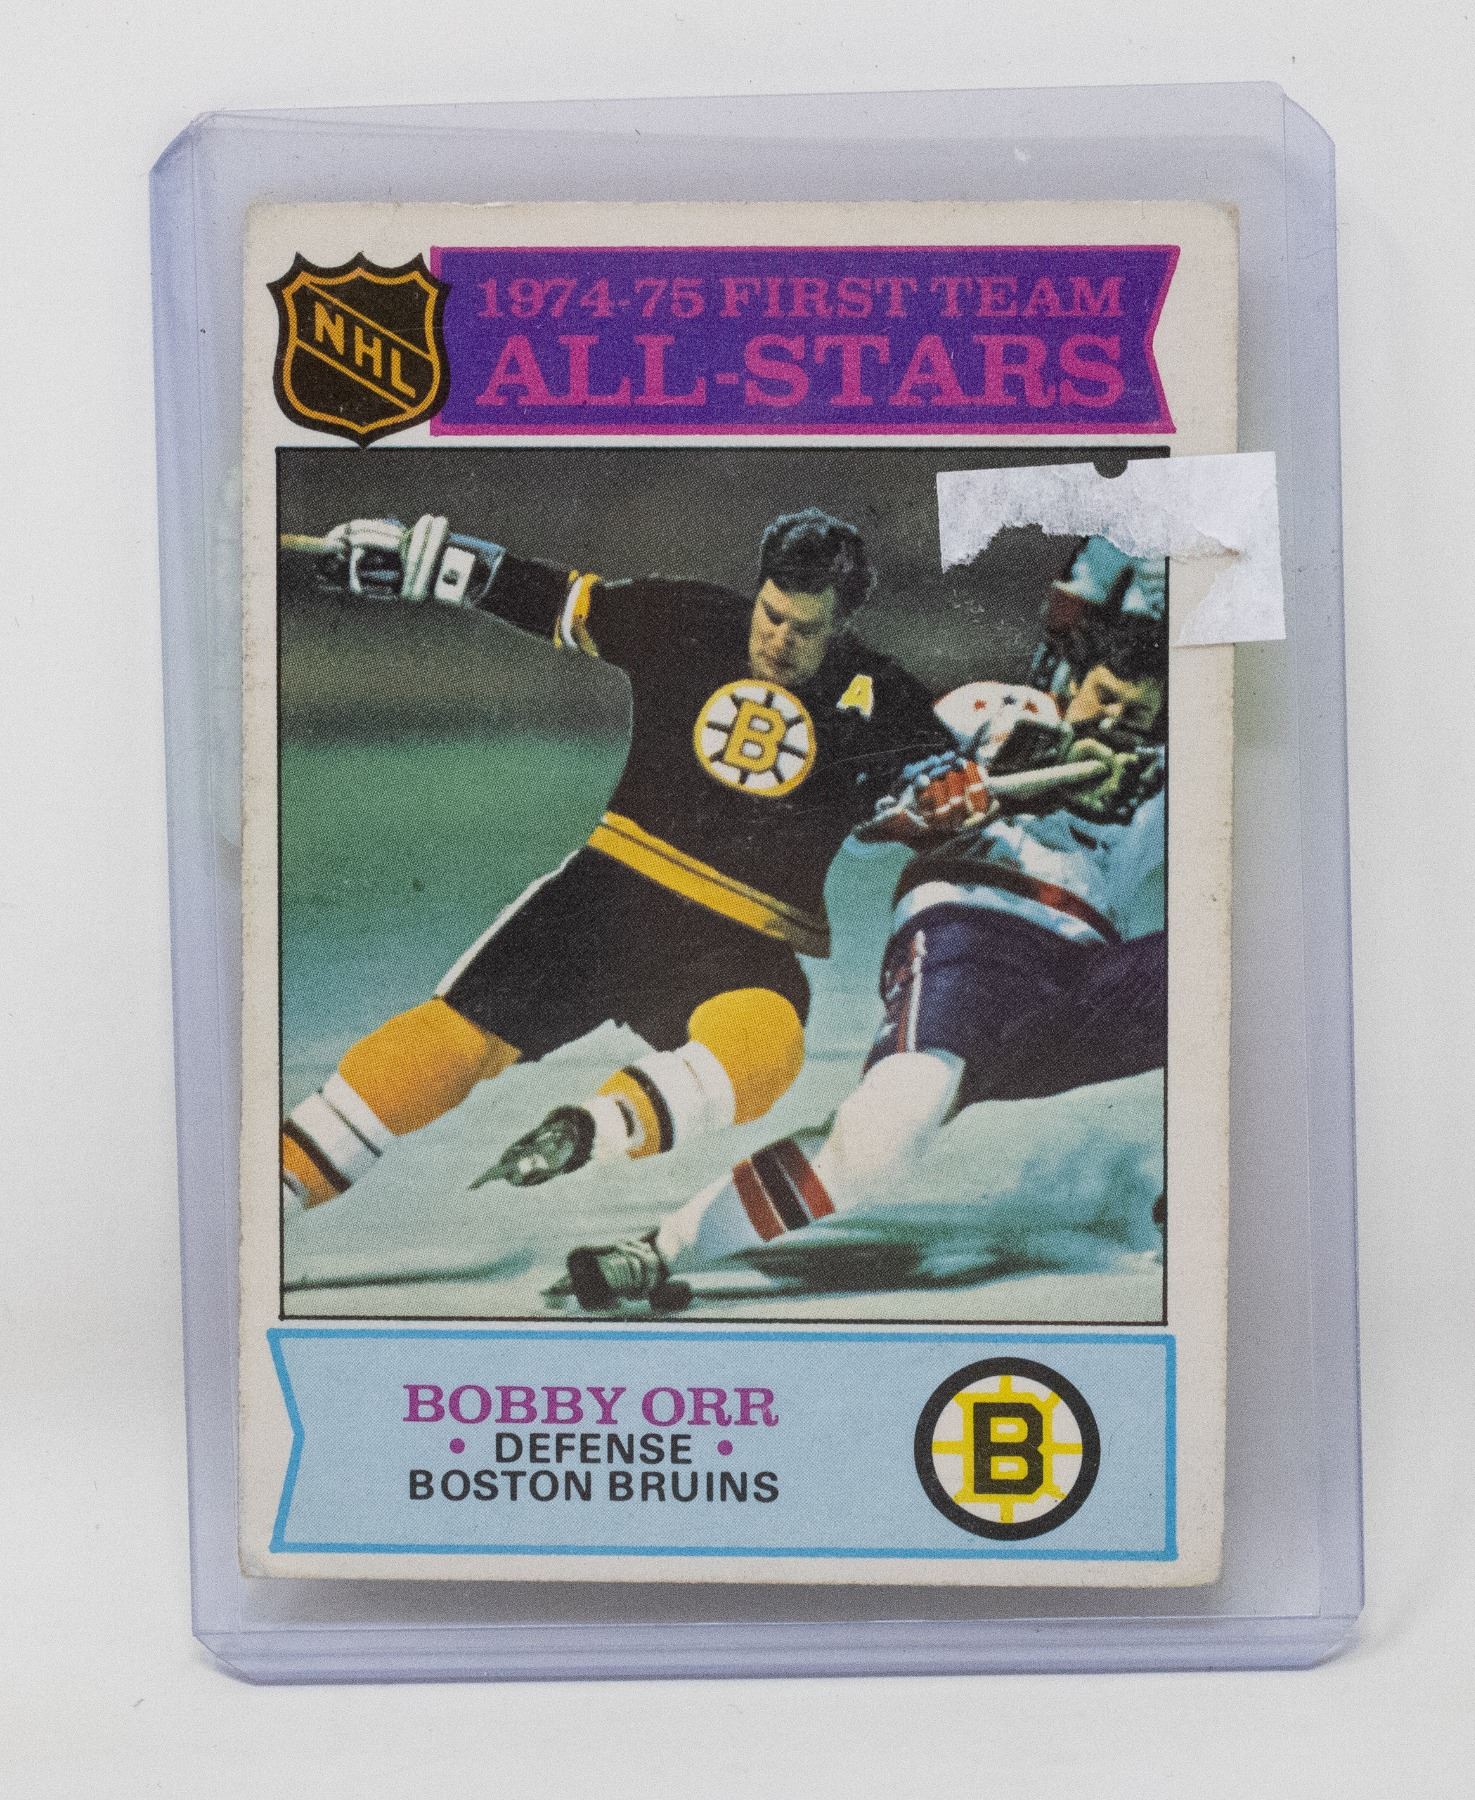 NHL
1974-75 FIRST TEAM
ALL-STARS
A
B
BOBBY ORR
• DEFENSE •
BOSTON BRUINS
B